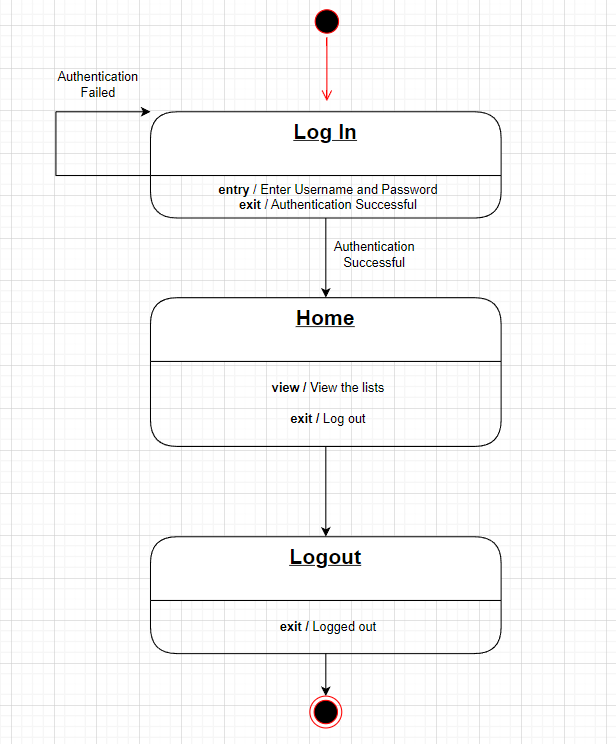 Authentication
Failed
Log In
entry / Enter Username and Password
exit / Authentication Successful
Authentication
Successful
Home
view / View the lists
exit / Log out
Logout
exit / Logged out